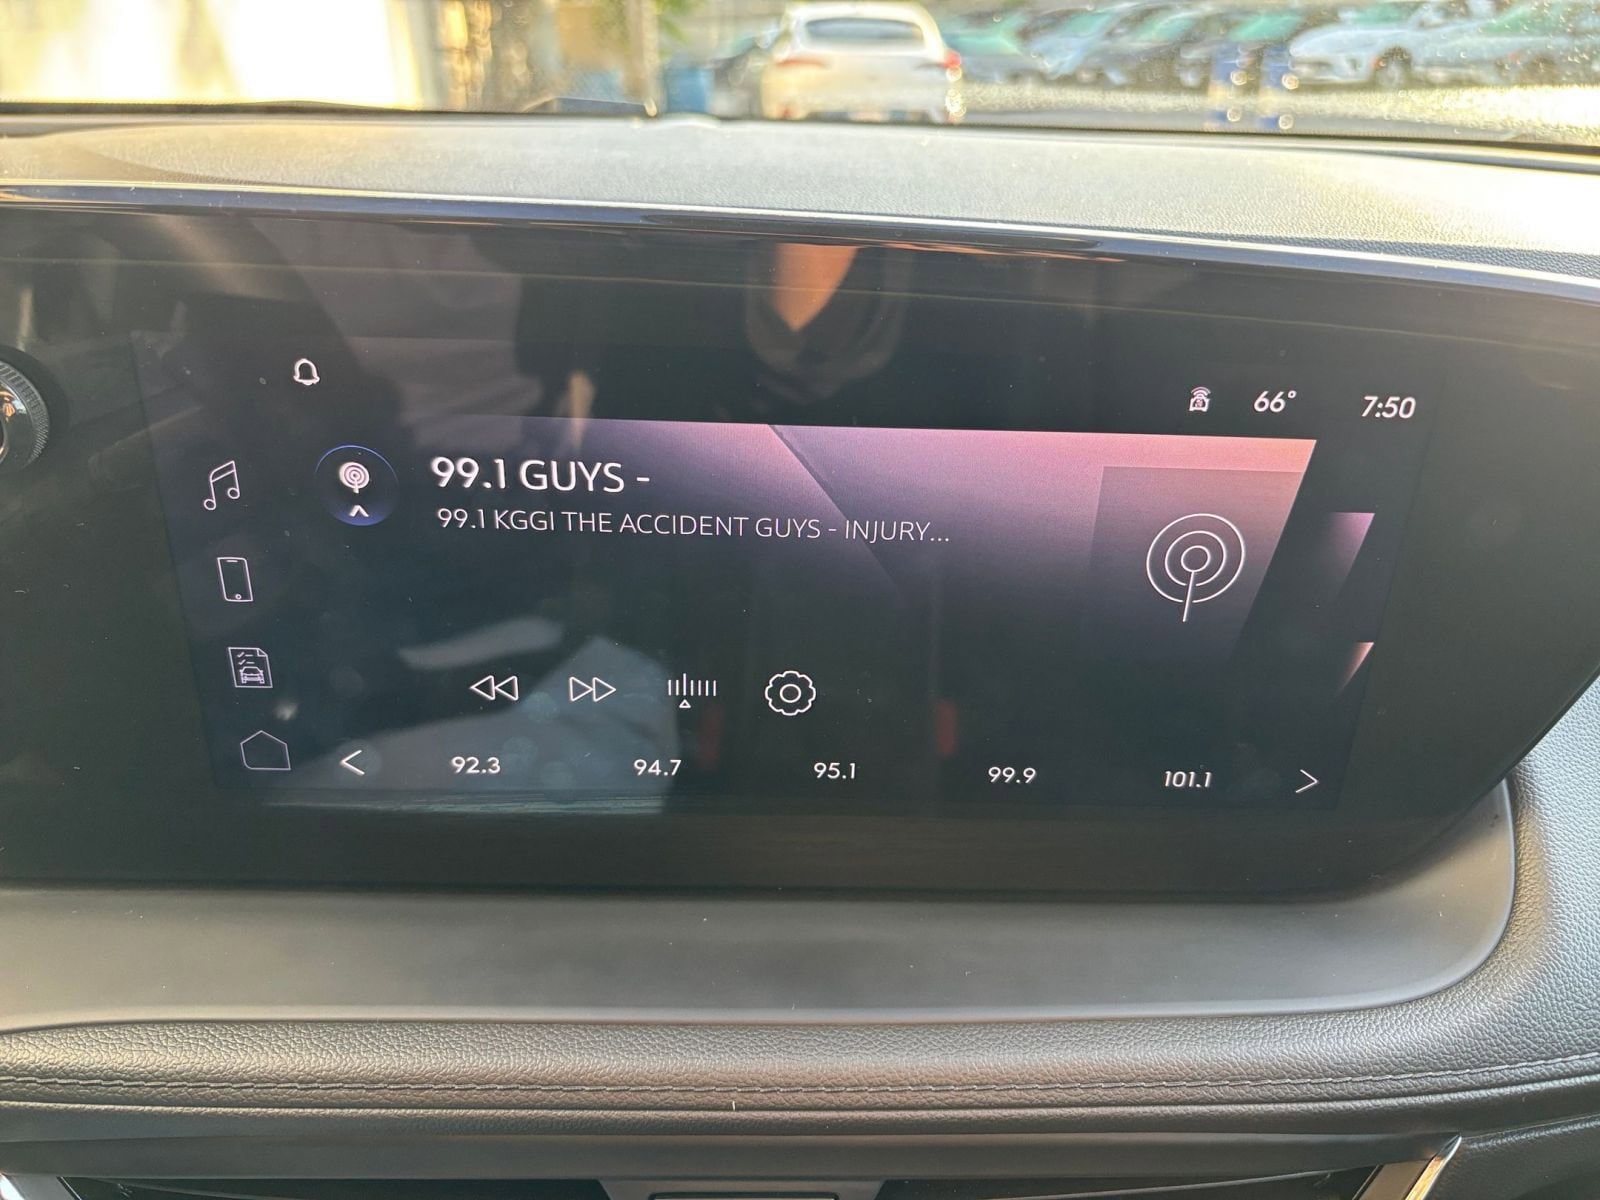 66° 7:50
99.1 GUYS -
99.1 KGGI THE ACCIDENT GUYS - INJURY...
92.3 94.7 95.1 99.9 101.1